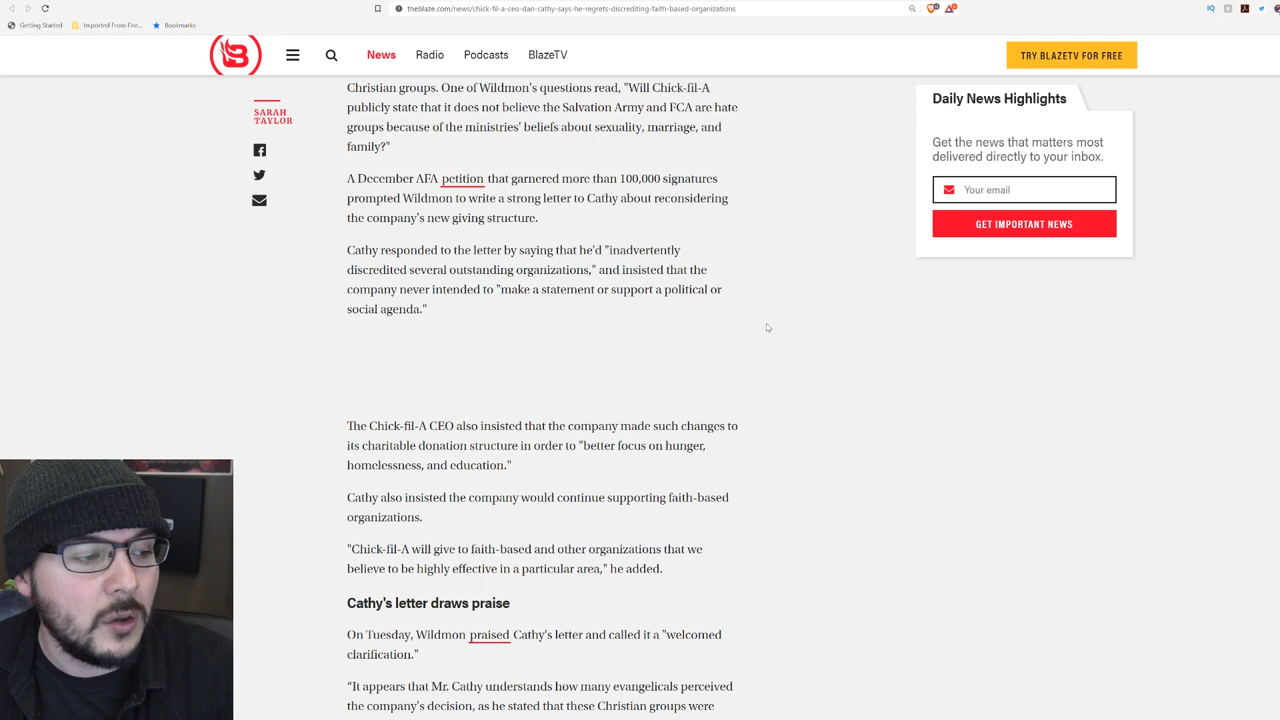 theblaze.com/news/chick-fil-a-ceo-dan-cathy-says-he-regrets-discrediting-faith-based-organizations
Getting Started
Imported From Fire...
Bookmarks
IQ
B
News
Radio
Podcasts
BlazeTV
TRY BLAZETV FOR FREE
SARAH
TAYLOR
Christian groups. One of Wildmon's questions read, "Will Chick-fil-A
publicly state that it does not believe the Salvation Army and FCA are hate
groups because of the ministries' beliefs about sexuality, marriage, and
family?"
A December AFA petition that garnered more than 100,000 signatures
prompted Wildmon to write a strong letter to Cathy about reconsidering
the company's new giving structure.
Cathy responded to the letter by saying that he'd "inadvertently
discredited several outstanding organizations," and insisted that the
company never intended to "make a statement or support a political or
social agenda."
The Chick-fil-A CEO also insisted that the company made such changes to
its charitable donation structure in order to "better focus on hunger,
homelessness, and education."
Cathy also insisted the company would continue supporting faith-based
organizations.
"Chick-fil-A will give to faith-based and other organizations that we
believe to be highly effective in a particular area," he added.
Cathy's letter draws praise
On Tuesday, Wildmon praised Cathy's letter and called it a "welcomed
clarification."
“It appears that Mr. Cathy understands how many evangelicals perceived
the company's decision, as he stated that these Christian groups were
Daily News Highlights
Get the news that matters most
delivered directly to your inbox.
Your email
GET IMPORTANT NEWS